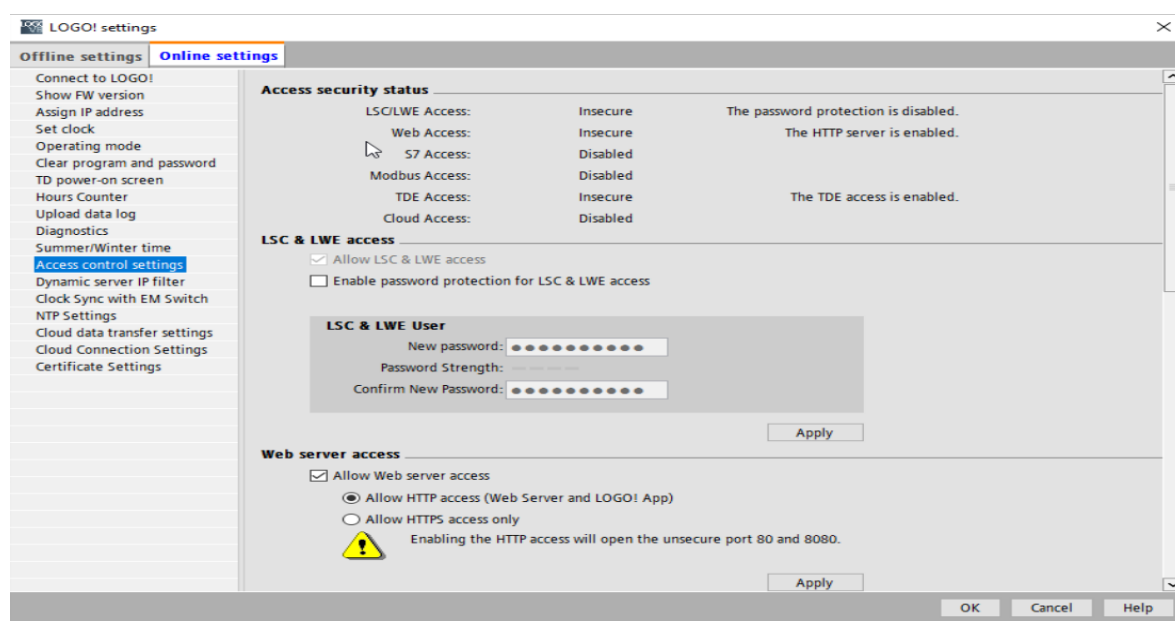 LOGO! settings
Offline settings Online settings
Connect to LOGO!
Show FW version
Assign IP address
Set clock
Operating mode
Clear program and password
TD power-on screen
Hours Counter
Upload data log
Diagnostics
Summer/Winter time
Access control settings
Dynamic server IP filter
Clock Sync with EM Switch
NTP Settings
Cloud data transfer settings
Cloud Connection Settings
Certificate Settings
Access security status
LSC/LWE Access: Insecure The password protection is disabled.
Web Access: Insecure The HTTP server is enabled.
S7 Access: Disabled
Modbus Access: Disabled
TDE Access: Insecure The TDE access is enabled.
Cloud Access: Disabled
LSC & LWE access
Allow LSC & LWE access
Enable password protection for LSC & LWE access
LSC & LWE User
New password: ●●●●●●●●●●
Password Strength:
Confirm New Password: ●●●●●●●●●●
Apply
Web server access
Allow Web server access
Allow HTTP access (Web Server and LOGO! App)
Allow HTTPS access only
Enabling the HTTP access will open the unsecure port 80 and 8080.
Apply
OK Cancel Help